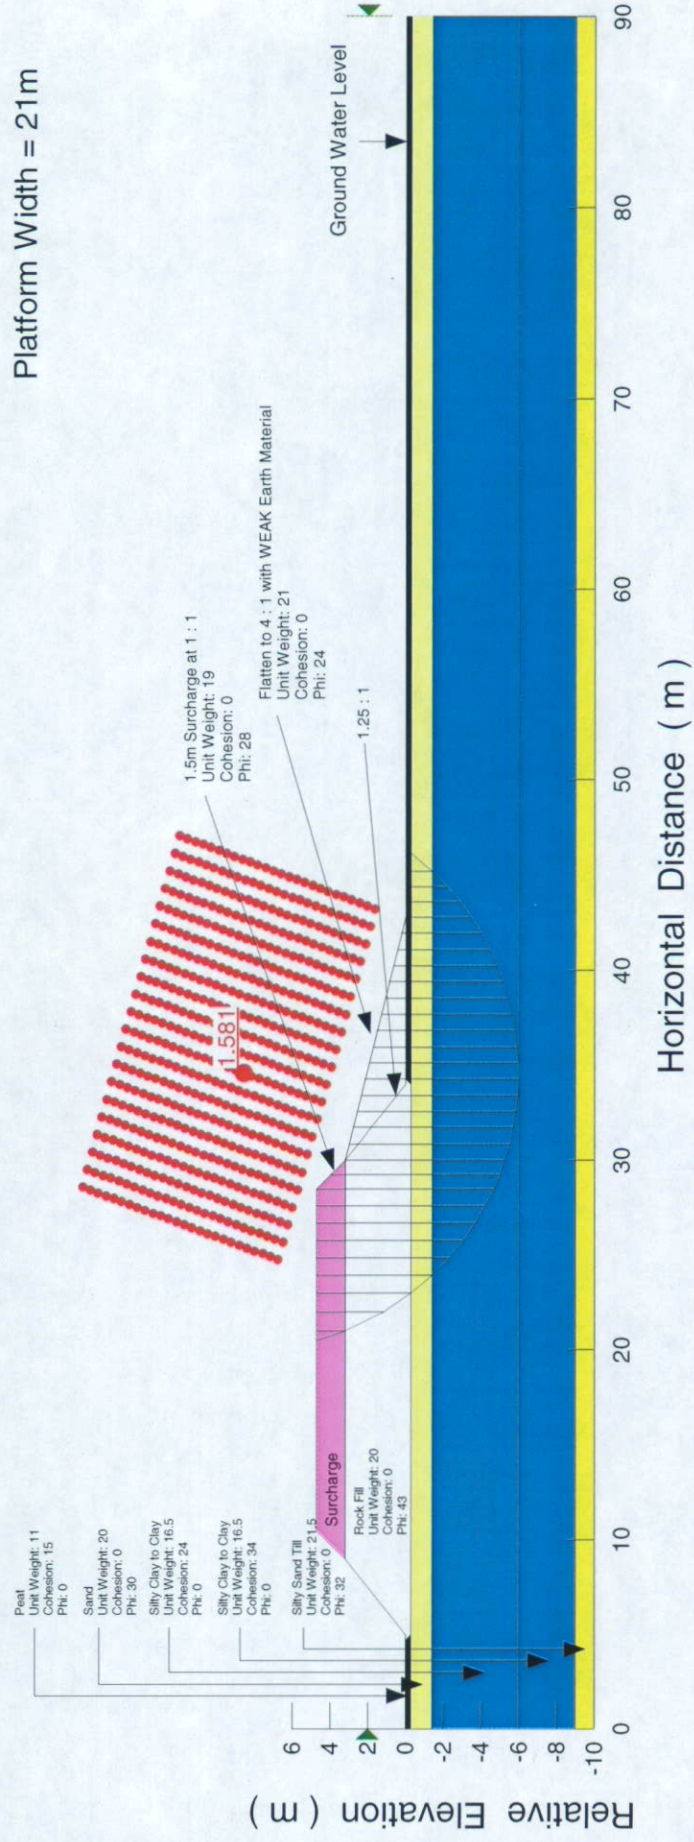 Platform Width = 21m
Peat
Unit Weight: 11
Cohesion: 15
Phi: 0
Sand
Unit Weight: 20
Cohesion: 0
Phi: 30
Silty Clay to Clay
Unit Weight: 16.5
Cohesion: 24
Phi: 0
Silty Clay to Clay
Unit Weight: 16.5
Cohesion: 34
Phi: 0
Silty Sand Till
Unit Weight: 21.5
Cohesion: 0
Phi: 32
Surcharge
Rock Fill
Unit Weight: 20
Cohesion: 0
Phi: 43
1.581
1.5m Surcharge at 1 : 1
Unit Weight: 19
Cohesion: 0
Phi: 28
Flatten to 4 : 1 with WEAK Earth Material
Unit Weight: 21
Cohesion: 0
Phi: 24
1.25 : 1
Ground Water Level
6
4
2
0
-2
-4
-6
-8
-10
Relative Elevation ( m )
0
10
20
30
40
50
60
70
80
90
Horizontal Distance ( m )